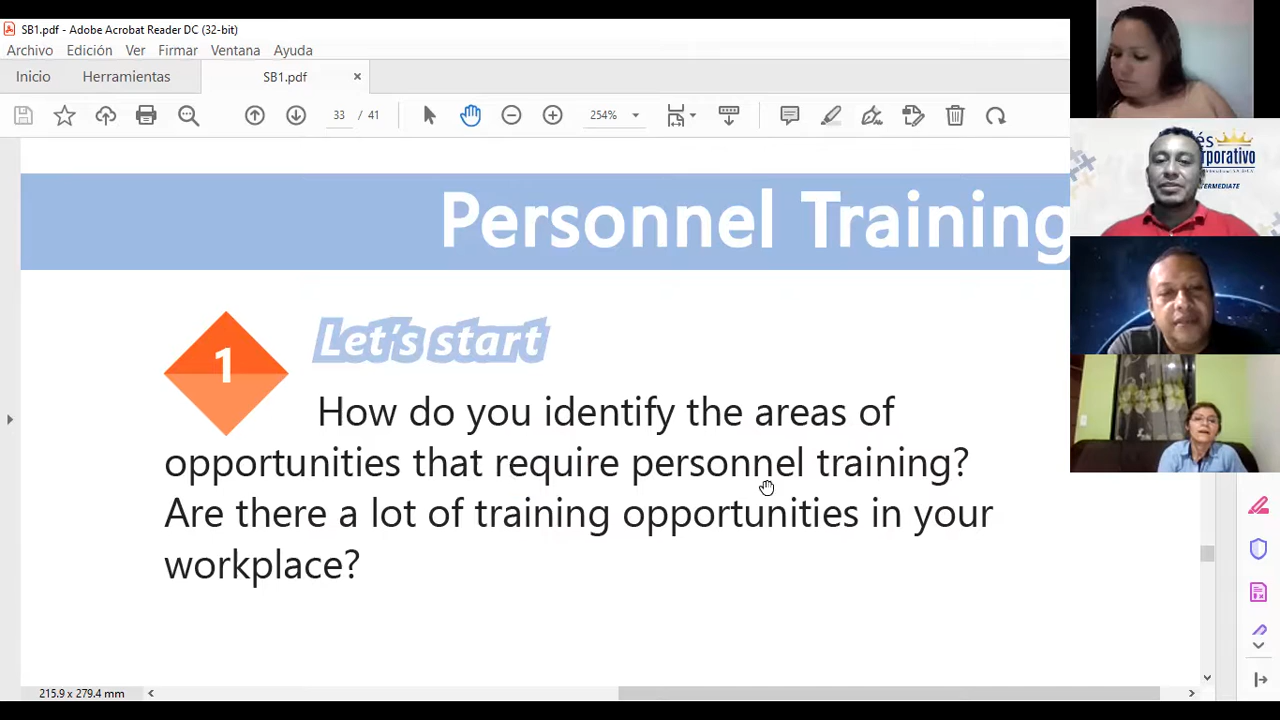 SB1.pdf - Adobe Acrobat Reader DC (32-bit)
Archivo Edición Ver Firmar Ventana Ayuda
Inicio Herramientas SB1.pdf ×
33 / 41 254%
Personnel Training
1 Let's start
How do you identify the areas of
opportunities that require personnel training?
Are there a lot of training opportunities in your
workplace?
215.9 x 279.4 mm